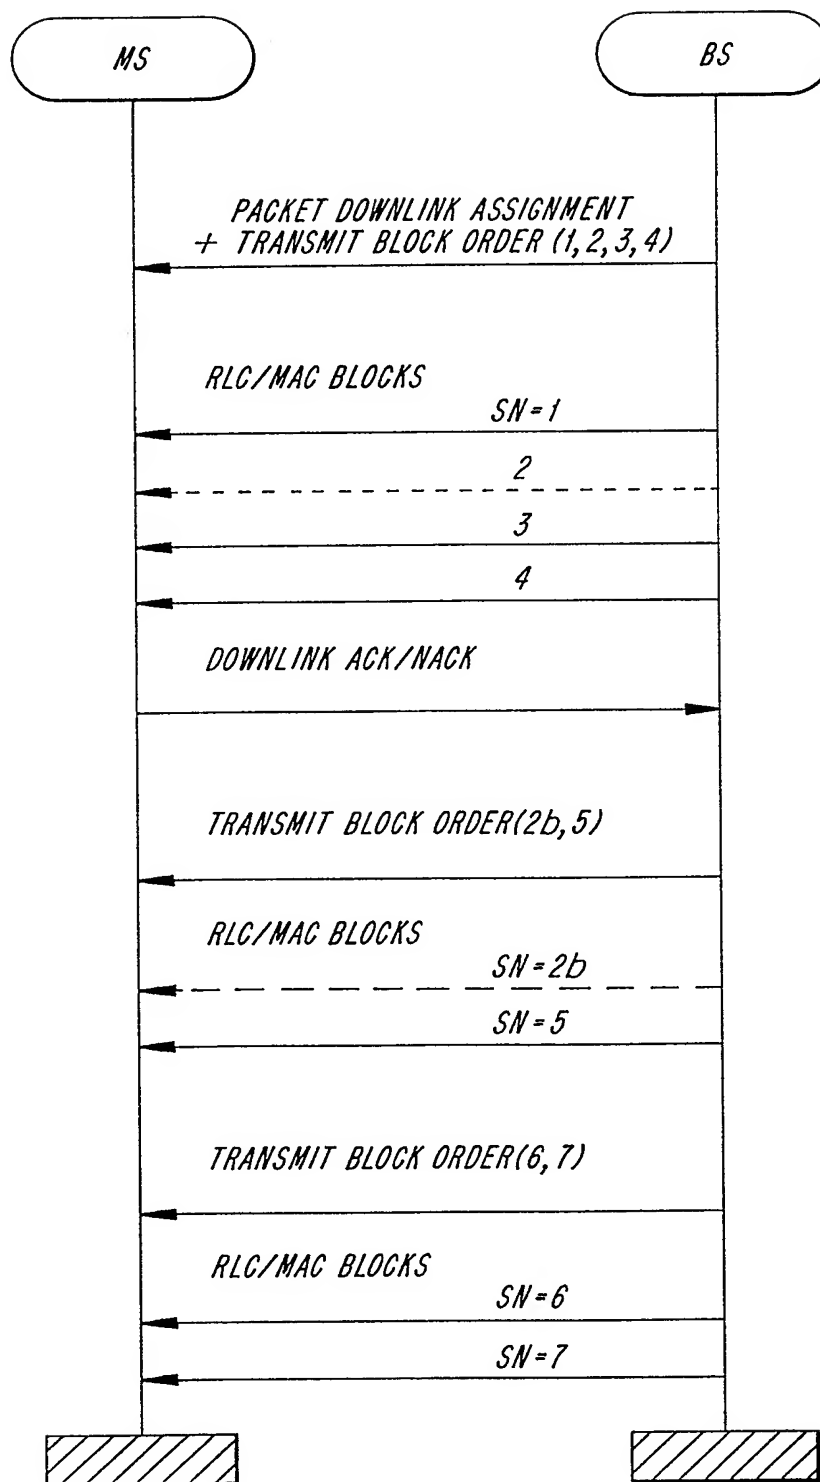 MS
BS
PACKET DOWNLINK ASSIGNMENT
+ TRANSMIT BLOCK ORDER (1, 2, 3, 4)
RLC/MAC BLOCKS
SN=1
2
3
4
DOWNLINK ACK/NACK
TRANSMIT BLOCK ORDER(2b, 5)
RLC/MAC BLOCKS
SN=2b
SN=5
TRANSMIT BLOCK ORDER(6, 7)
RLC/MAC BLOCKS
SN=6
SN=7